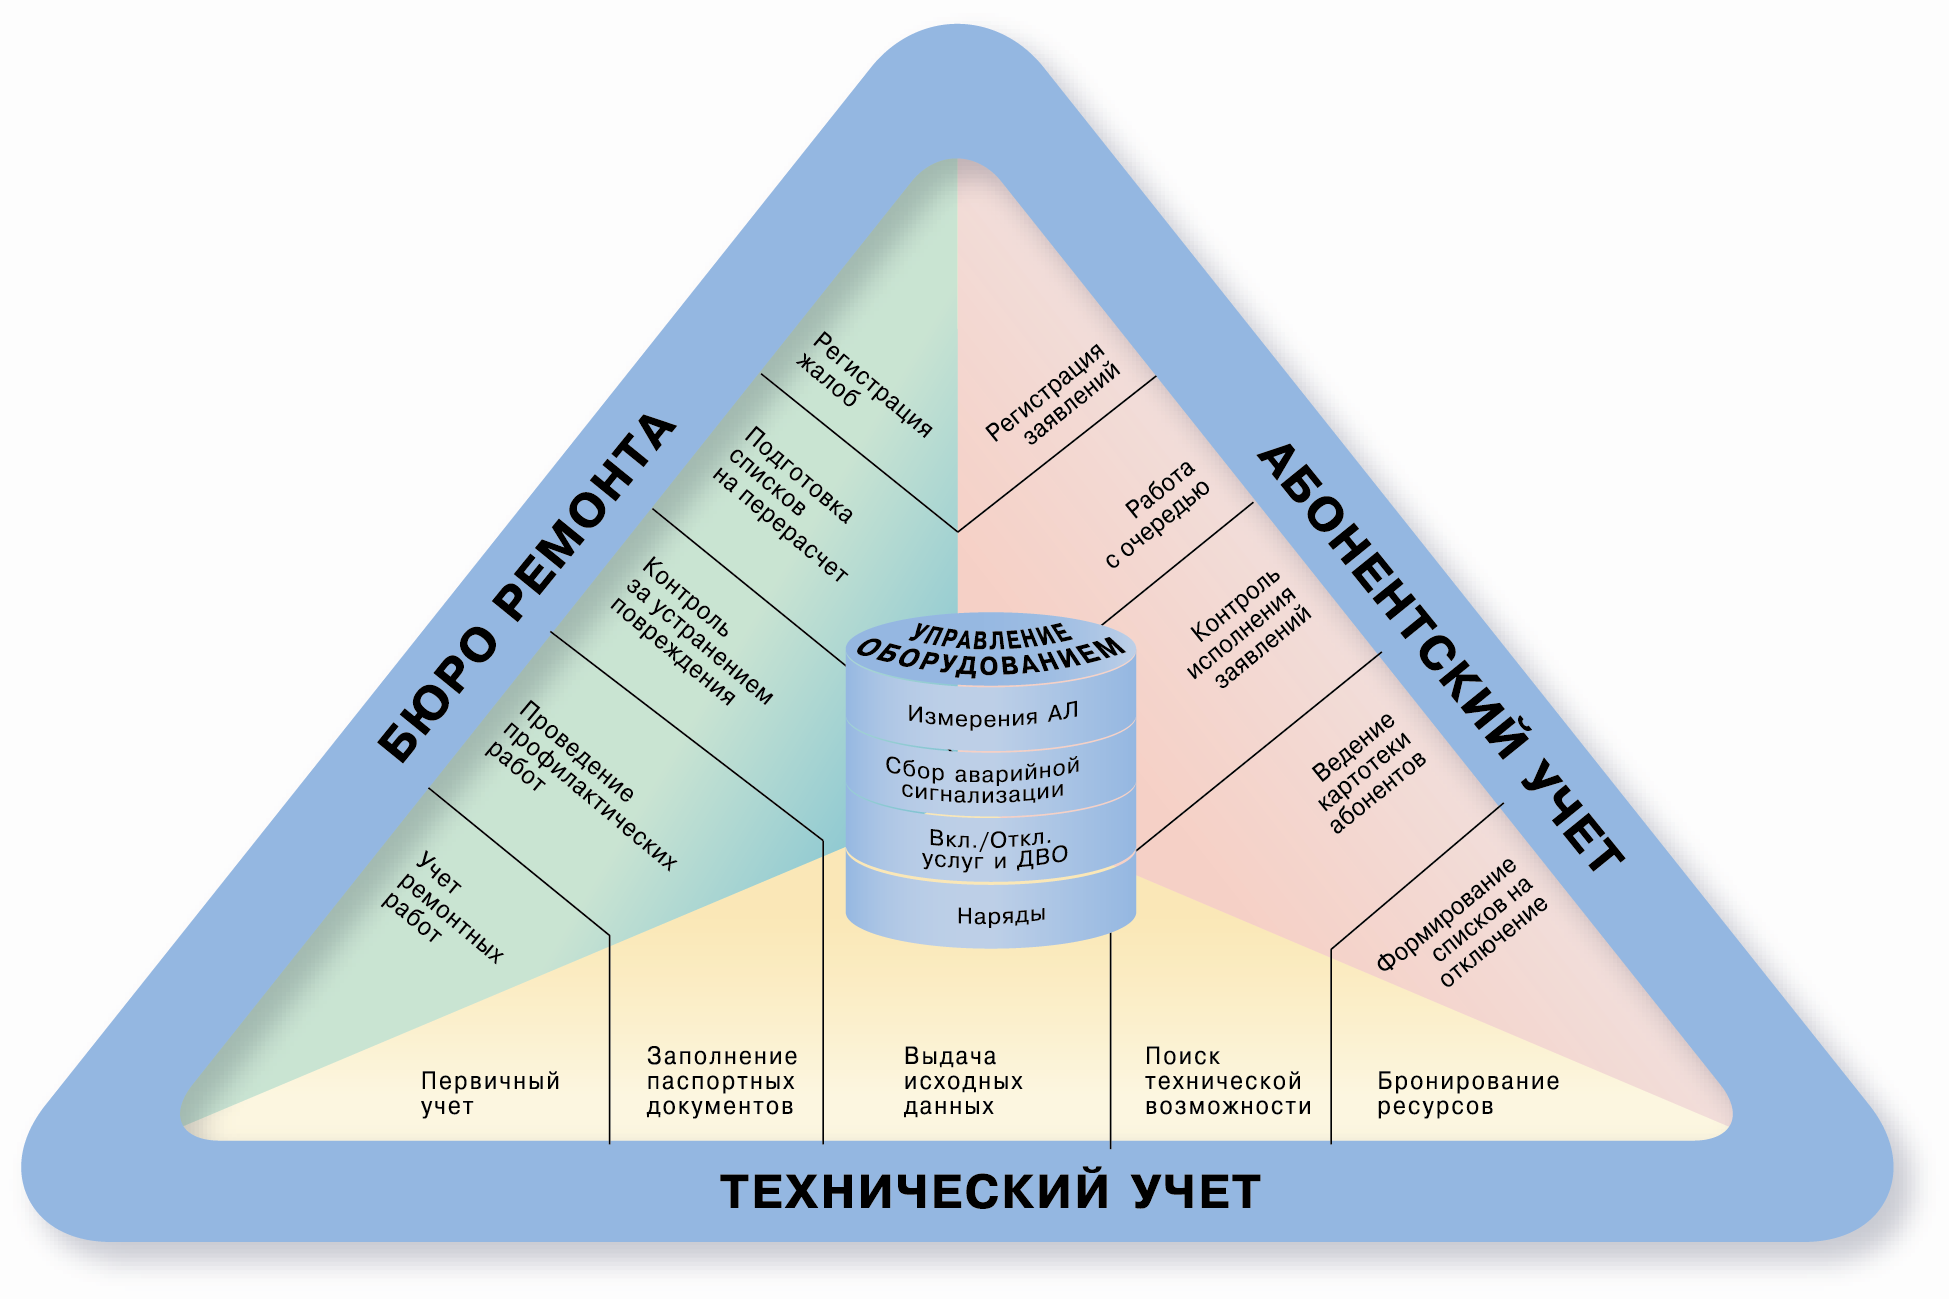 БЮРО РЕМОНТА
Регистрация
жалоб
Подготовка
списков
на перерасчет
Контроль
за устранением
повреждения
Проведение
профилактических
работ
Учет
ремонтных
работ
АБОНЕНТСКИЙ УЧЕТ
Регистрация
заявлений
Работа
с очередью
Контроль
исполнения
заявлений
Ведение
картотеки
абонентов
Формирование
списков на
отключение
УПРАВЛЕНИЕ
ОБОРУДОВАНИЕМ
Измерения АЛ
Сбор аварийной
сигнализации
Вкл./Откл.
услуг и ДВО
Наряды
Первичный
учет
Заполнение
паспортных
документов
Выдача
исходных
данных
Поиск
технической
возможности
Бронирование
ресурсов
ТЕХНИЧЕСКИЙ УЧЕТ